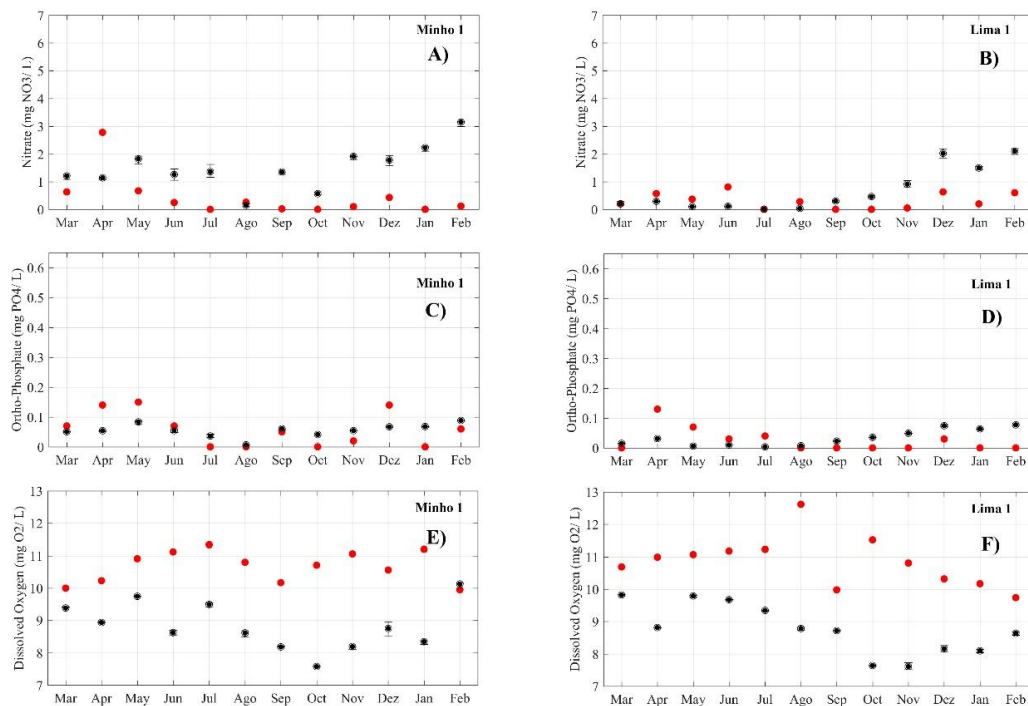 Minho 1
A)
Nitrate (mg NO3/ L)
7
6
5
4
3
2
1
0
Mar Apr May Jun Jul Ago Sep Oct Nov Dez Jan Feb
Lima 1
B)
Nitrate (mg NO3/ L)
7
6
5
4
3
2
1
0
Mar Apr May Jun Jul Ago Sep Oct Nov Dez Jan Feb
Minho 1
C)
Ortho-Phosphate (mg PO4/ L)
0.6
0.5
0.4
0.3
0.2
0.1
0
Mar Apr May Jun Jul Ago Sep Oct Nov Dez Jan Feb
Lima 1
D)
Ortho-Phosphate (mg PO4/ L)
0.6
0.5
0.4
0.3
0.2
0.1
0
Mar Apr May Jun Jul Ago Sep Oct Nov Dez Jan Feb
Minho 1
E)
Dissolved Oxygen (mg O2/ L)
13
12
11
10
9
8
7
Mar Apr May Jun Jul Ago Sep Oct Nov Dez Jan Feb
Lima 1
F)
Dissolved Oxygen (mg O2/ L)
13
12
11
10
9
8
7
Mar Apr May Jun Jul Ago Sep Oct Nov Dez Jan Feb